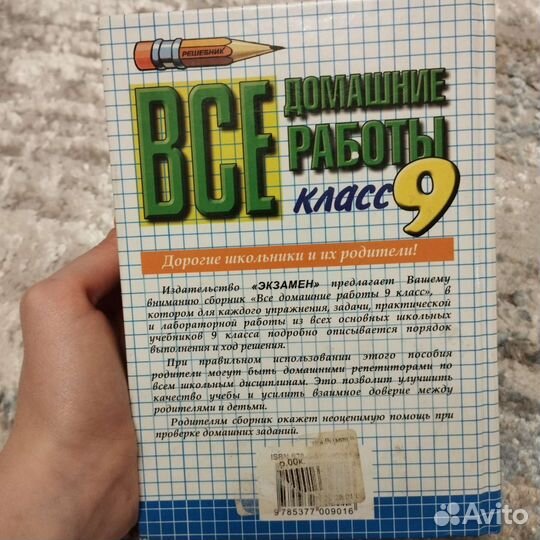 РЕШЕБНИК
ВСЕ ДОМАШНИЕ
РАБОТЫ
класс 9
Дорогие школьники и их родители!
Издательство «ЭКЗАМЕН» предлагает Вашему
вниманию сборник «Все домашние работы 9 класс», в
котором для каждого упражнения, задачи, практической
и лабораторной работы из всех основных школьных
учебников 9 класса подробно описывается порядок
выполнения и ход решения.
При правильном использовании этого пособия
родители могут быть домашними репетиторами по
всем школьным дисциплинам. Это позволит улучшить
качество учебы и усилить взаимное доверие между
родителями и детьми.
Родителям сборник окажет неоценимую помощь при
проверке домашних заданий.
ISBN
9 785377 009016
Avito